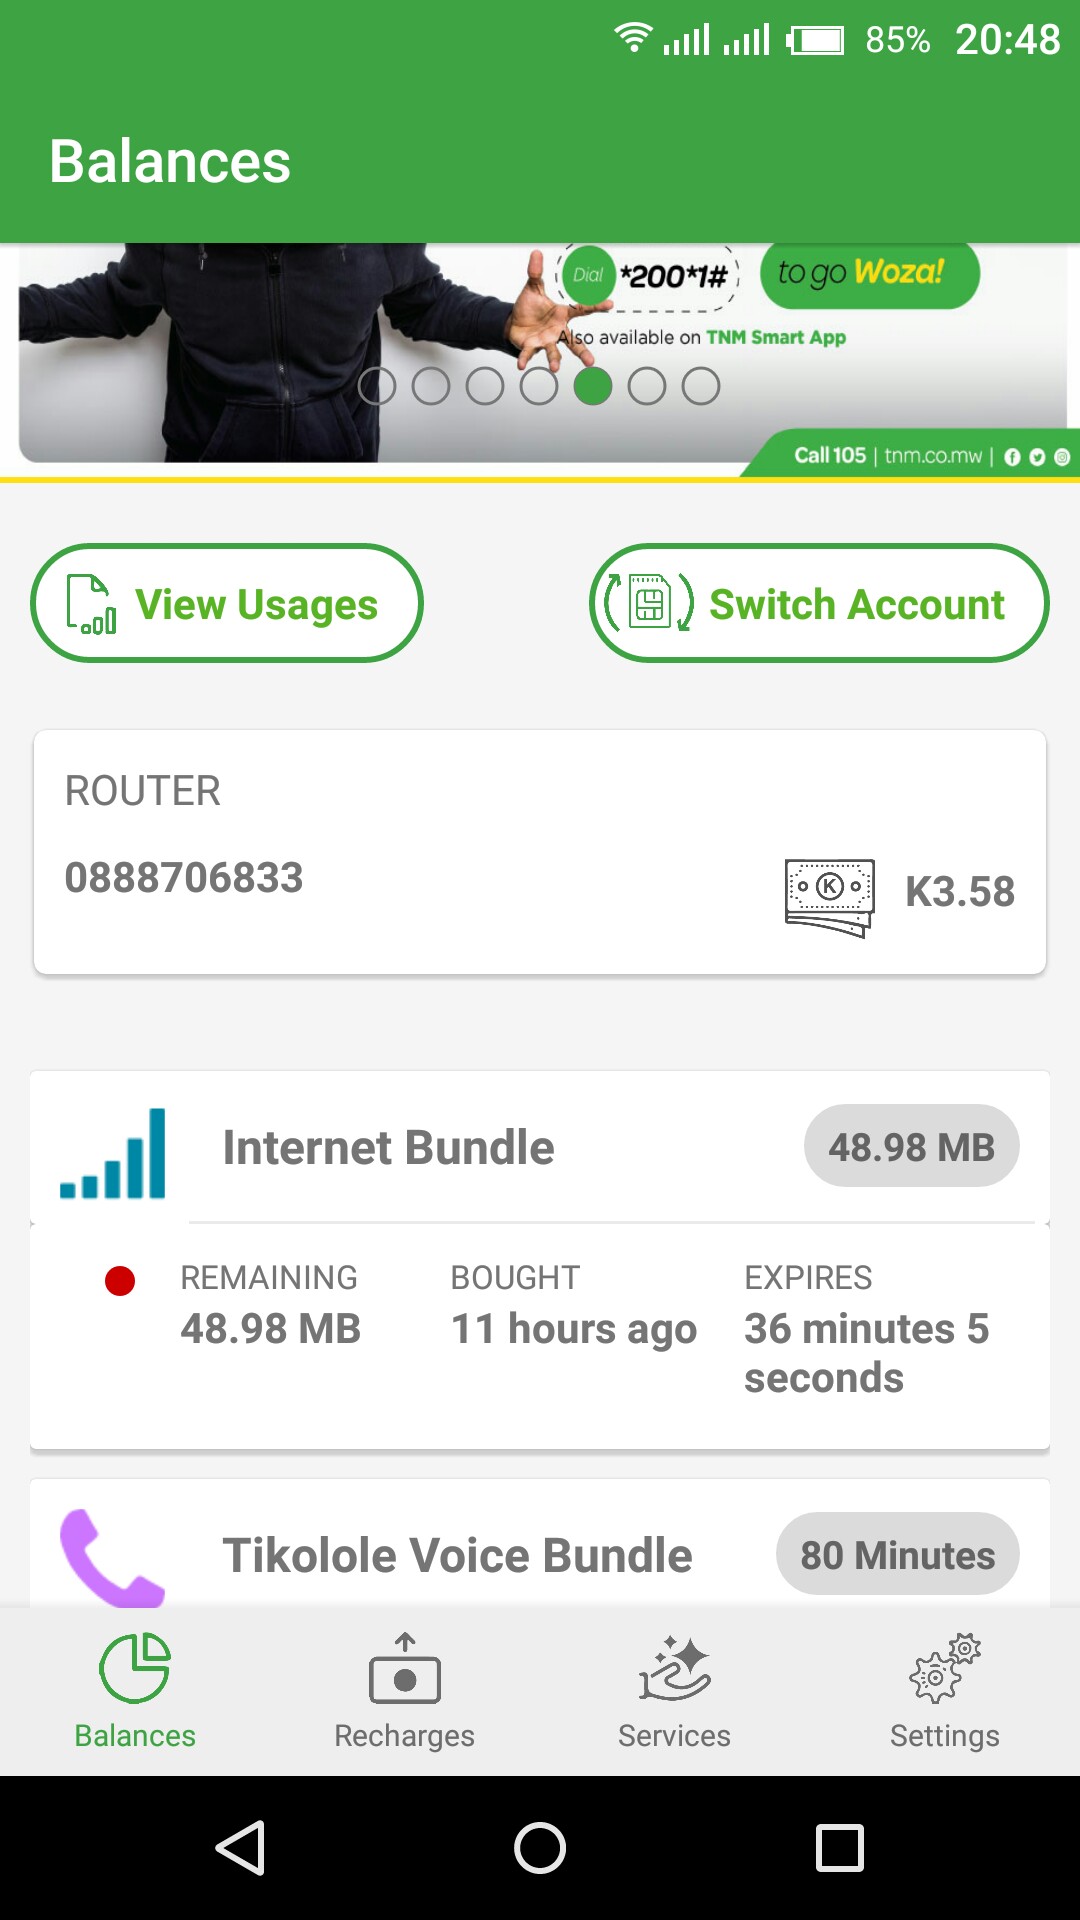 85% 20:48
Balances
Dial *200*1# to go Woza!
Also available on TNM Smart App
Call 105 | tnm.co.mw |
View Usages Switch Account
ROUTER
0888706833
K K3.58
Internet Bundle 48.98 MB
REMAINING BOUGHT EXPIRES
48.98 MB 11 hours ago 36 minutes 5
seconds
Tikolole Voice Bundle 80 Minutes
Balances Recharges Services Settings